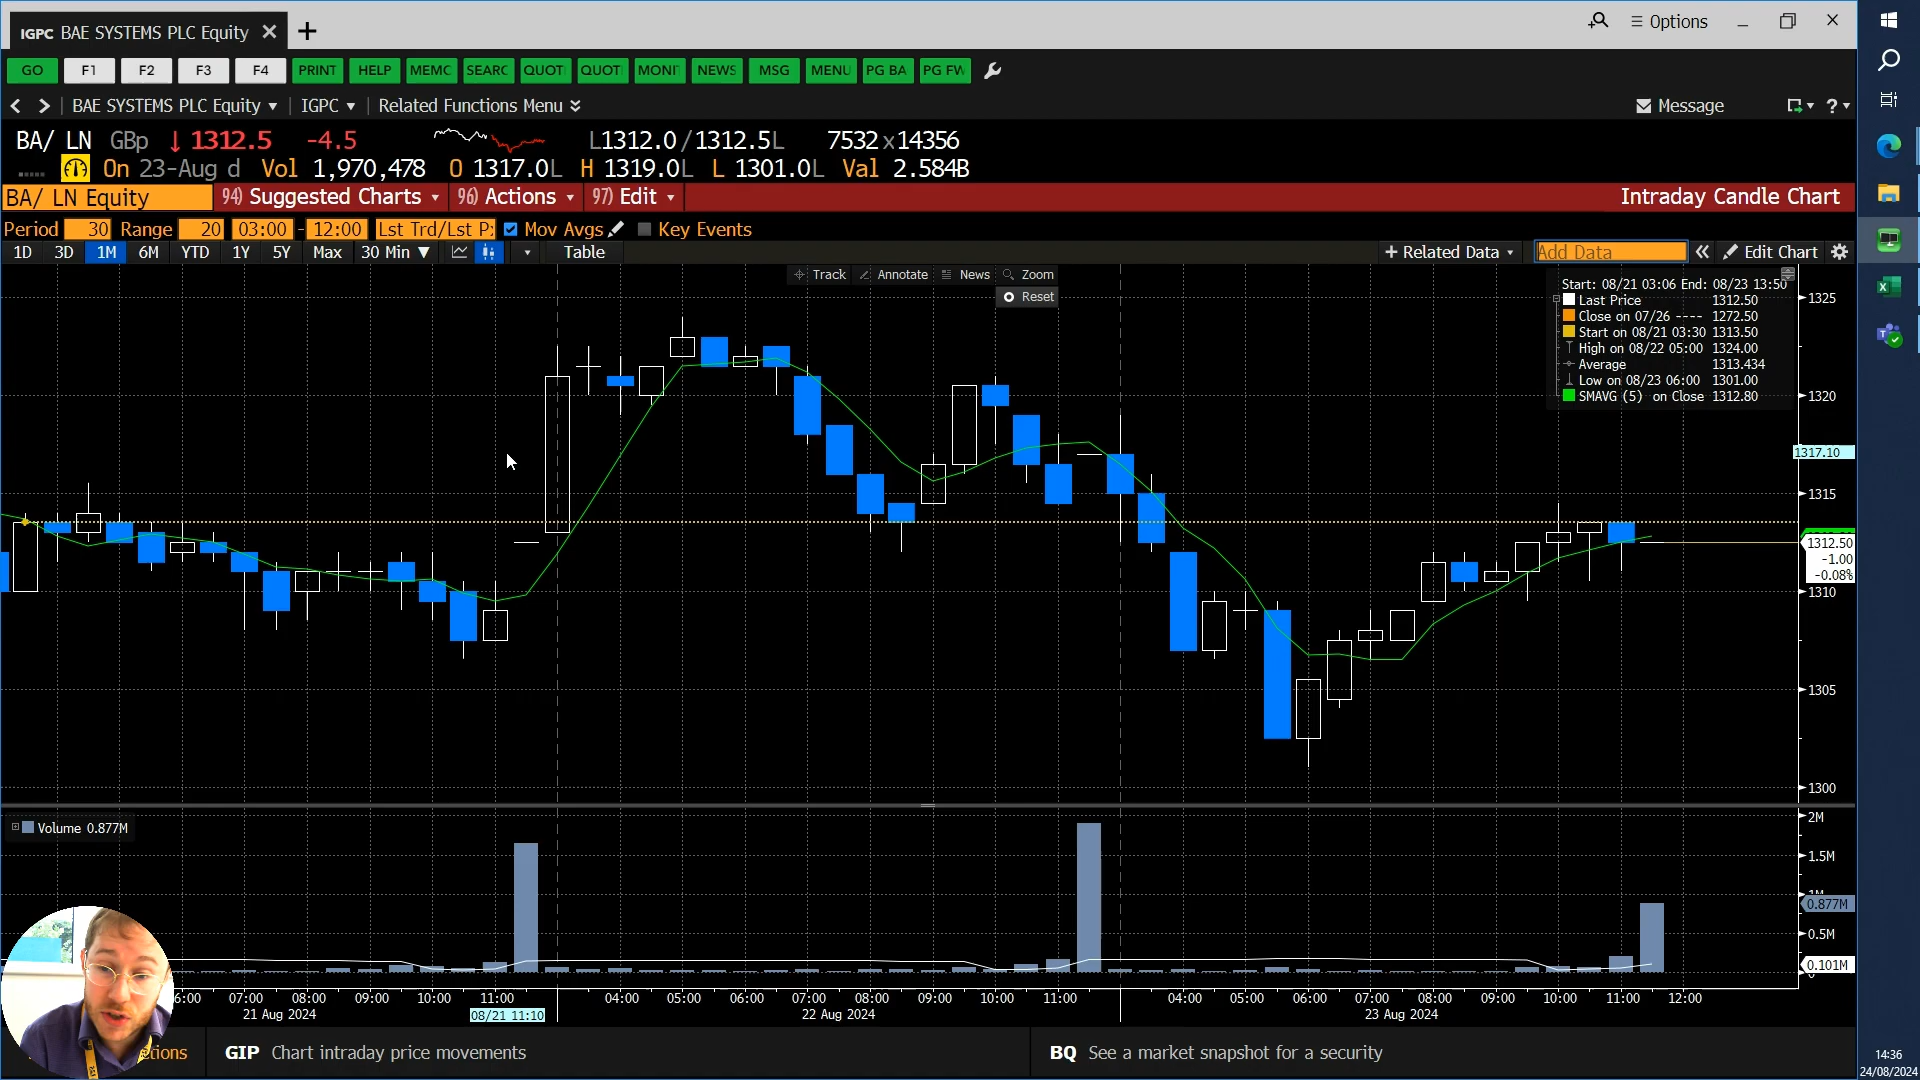 IGPC BAE SYSTEMS PLC Equity
Options
GO F1 F2 F3 F4 PRINT HELP MEMC SEARC QUOT QUOT MONI NEWS MSG MENU PG BA PG FW
BAE SYSTEMS PLC Equity IGPC Related Functions Menu Message ?
BA/ LN GBp ↓ 1312.5 -4.5 L1312.0/1312.5L 7532x14356
On 23-Aug d Vol 1,970,478 O 1317.0L H 1319.0L L 1301.0L Val 2.584B
BA/ LN Equity 94) Suggested Charts 96) Actions 97) Edit Intraday Candle Chart
Period 30 Range 20 03:00 - 12:00 Lst Trd/Lst P Mov Avgs Key Events
1D 3D 1M 6M YTD 1Y 5Y Max 30 Min ▼ Table + Related Data Add Data « Edit Chart
Track Annotate News Zoom
Reset
Start: 08/21 03:06 End: 08/23 13:50
Last Price 1312.50
Close on 07/26 ---- 1272.50
Start on 08/21 03:30 1313.50
High on 08/22 05:00 1324.00
Average 1313.434
Low on 08/23 06:00 1301.00
SMAVG (5) on Close 1312.80
1325
1320
1317.10
1315
1312.50
-1.00
-0.08%
1310
1305
1300
Volume 0.877M
2M
1.5M
1M
0.877M
0.5M
0.101M
06:00 07:00 08:00 09:00 10:00 11:00 04:00 05:00 06:00 07:00 08:00 09:00 10:00 11:00 04:00 05:00 06:00 07:00 08:00 09:00 10:00 11:00 12:00
21 Aug 2024 08/21 11:10 22 Aug 2024 23 Aug 2024
GIP Chart intraday price movements BQ See a market snapshot for a security
14:36
24/08/2024